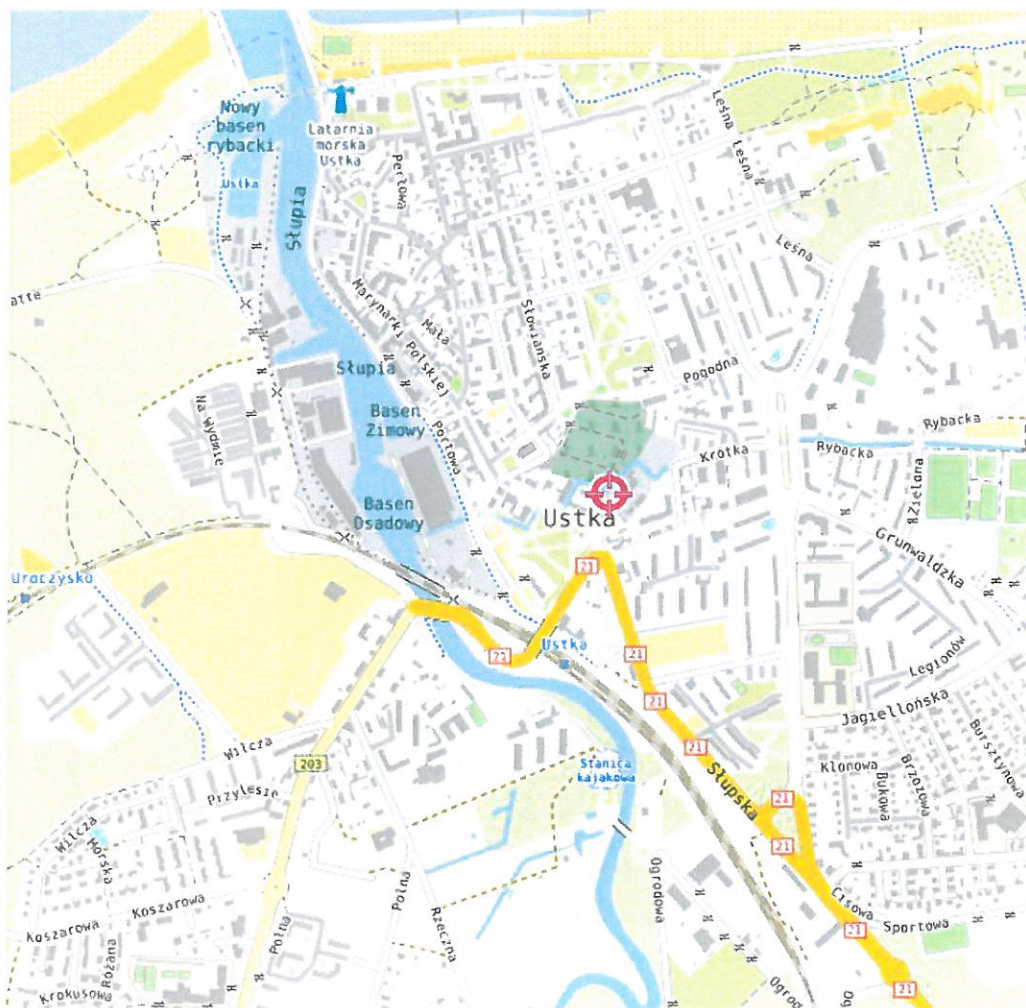 Nowy
basen
rybacki
Ustka
Latarnia
morska
Ustka
Perłowa
Leśna
Leśna
Leśna
Słupia
Marynarki Polskiej
Mała
Słowiańska
Słupia
Pogodna
Na Wydmie
Basen
Zimowy
Portowa
Krótka
Rybacka
Rybacka
Zielona
Basen
Osadowy
Ustka
Grunwaldzka
Uroczysko
21
21
Ustka
21
21
Legionów
Jagiellońska
Bursztynowa
Wilcza
203
21
Stanica
kajakowa
Słupska
Klonowa
Bukowa
Brzozowa
Przylesie
21
21
Wilcza
Morska
Polna
Ogrodowa
Koszarowa
Koszarowa
Rzeczna
Polna
Cisowa
Sportowa
21
Różana
Krokusowa
21